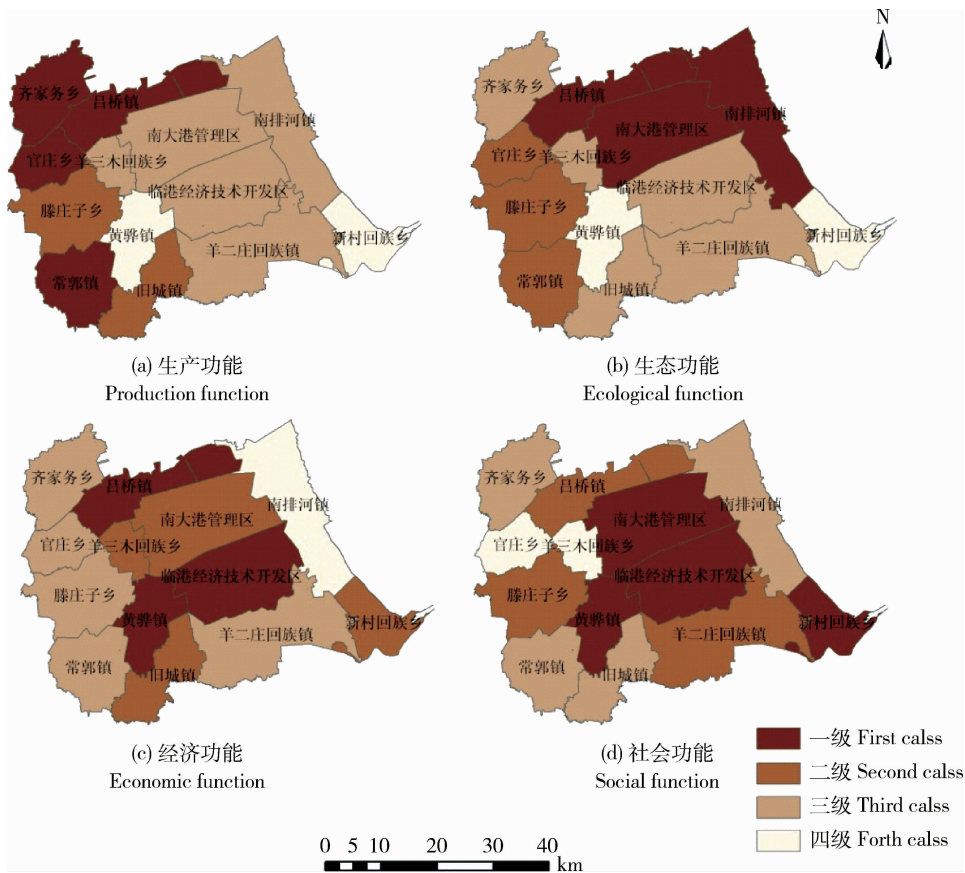 N
齐家务乡
吕桥镇
南排河镇
南大港管理区
官庄乡
羊三木回族乡
临港经济技术开发区
滕庄子乡
黄骅镇
新村回族乡
羊二庄回族镇
常郭镇
旧城镇
(a) 生产功能
Production function
齐家务乡
吕桥镇
南排河镇
南大港管理区
官庄乡
羊三木回族乡
临港经济技术开发区
滕庄子乡
黄骅镇
新村回族乡
羊二庄回族镇
常郭镇
旧城镇
(b) 生态功能
Ecological function
齐家务乡
吕桥镇
南排河镇
南大港管理区
官庄乡
羊三木回族乡
临港经济技术开发区
滕庄子乡
黄骅镇
新村回族乡
羊二庄回族镇
常郭镇
旧城镇
(c) 经济功能
Economic function
齐家务乡
吕桥镇
南排河镇
南大港管理区
官庄乡
羊三木回族乡
临港经济技术开发区
滕庄子乡
黄骅镇
新村回族乡
羊二庄回族镇
常郭镇
旧城镇
(d) 社会功能
Social function
一级 First calss
二级 Second calss
三级 Third calss
四级 Forth calss
0 5 10 20 30 40
km